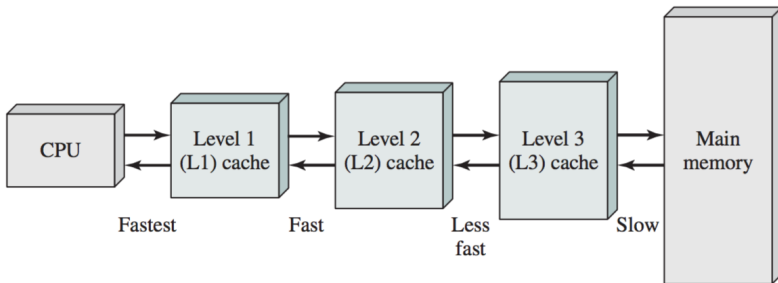 CPU
Level 1
(L1) cache
Level 2
(L2) cache
Level 3
(L3) cache
Main
memory
Fastest
Fast
Less
fast
Slow